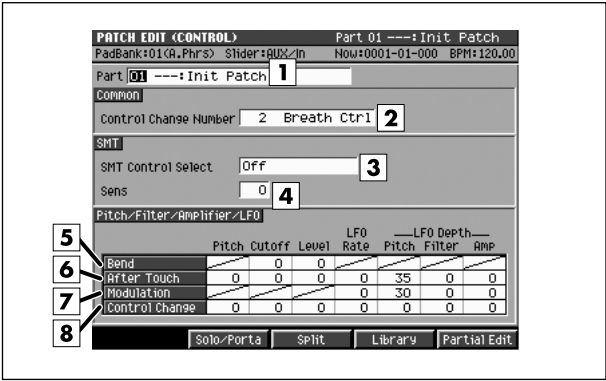 PATCH EDIT (CONTROL) Part 01 ---:Init Patch
PadBank:01(A.Phrs) Slider:AUX/In Now:0001-01-000 BPM:120.00
Part 01 ---:Init Patch 1
Common
Control Change Number 2 Breath Ctrl 2
SMT
SMT Control Select Off 3
Sens 0 4
Pitch/Filter/Amplifier/LFO
LFO LFO Depth
Pitch Cutoff Level Rate Pitch Filter Amp
5 Bend 0 0
6 After Touch 0 0 0 0 35 0 0
7 Modulation 0 30 0 0
8 Control Change 0 0 0 0 0 0 0
Solo/Porta Split Library Partial Edit